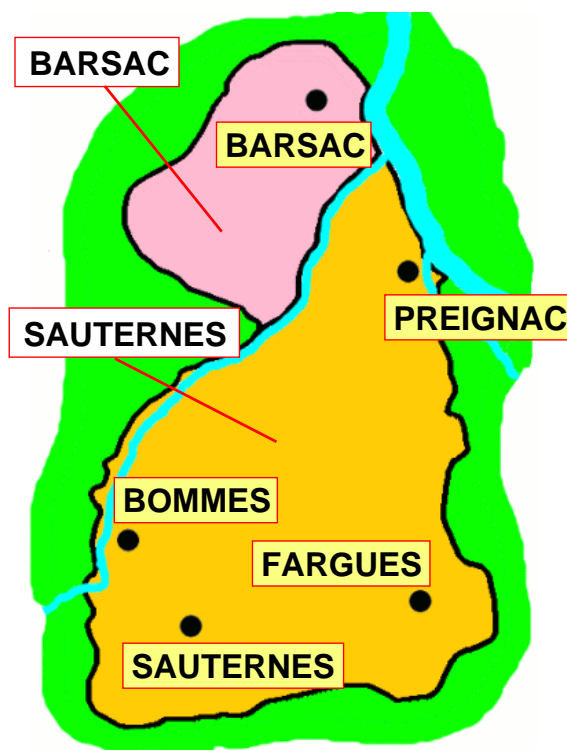 BARSAC
BARSAC
PREIGNAC
SAUTERNES
BOMMES
FARGUES
SAUTERNES